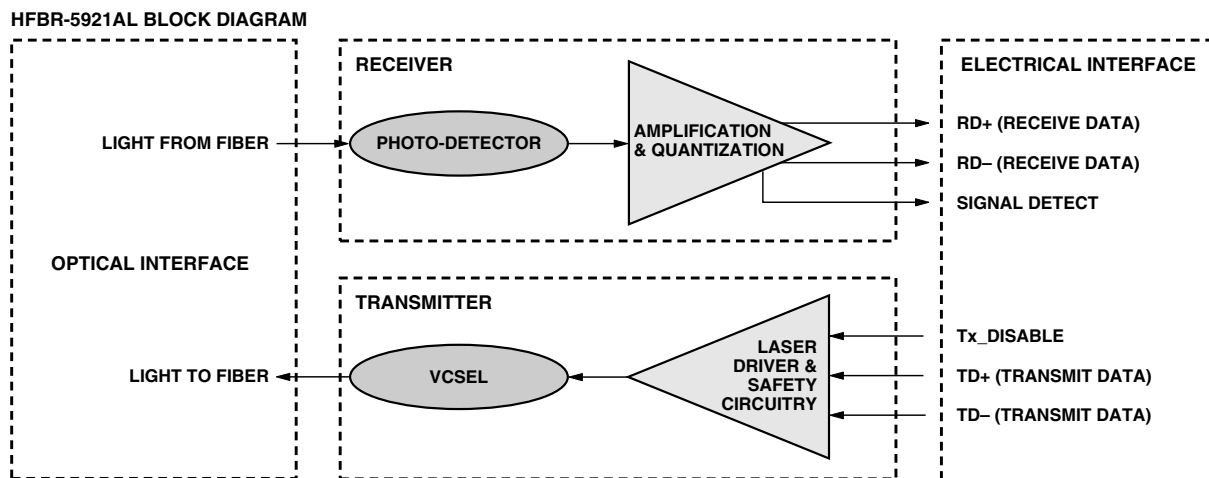 HFBR-5921AL BLOCK DIAGRAM
OPTICAL INTERFACE
LIGHT FROM FIBER
LIGHT TO FIBER
RECEIVER
PHOTO-DETECTOR
AMPLIFICATION
& QUANTIZATION
TRANSMITTER
VCSEL
LASER
DRIVER &
SAFETY
CIRCUITRY
ELECTRICAL INTERFACE
RD+ (RECEIVE DATA)
RD– (RECEIVE DATA)
SIGNAL DETECT
Tx_DISABLE
TD+ (TRANSMIT DATA)
TD– (TRANSMIT DATA)